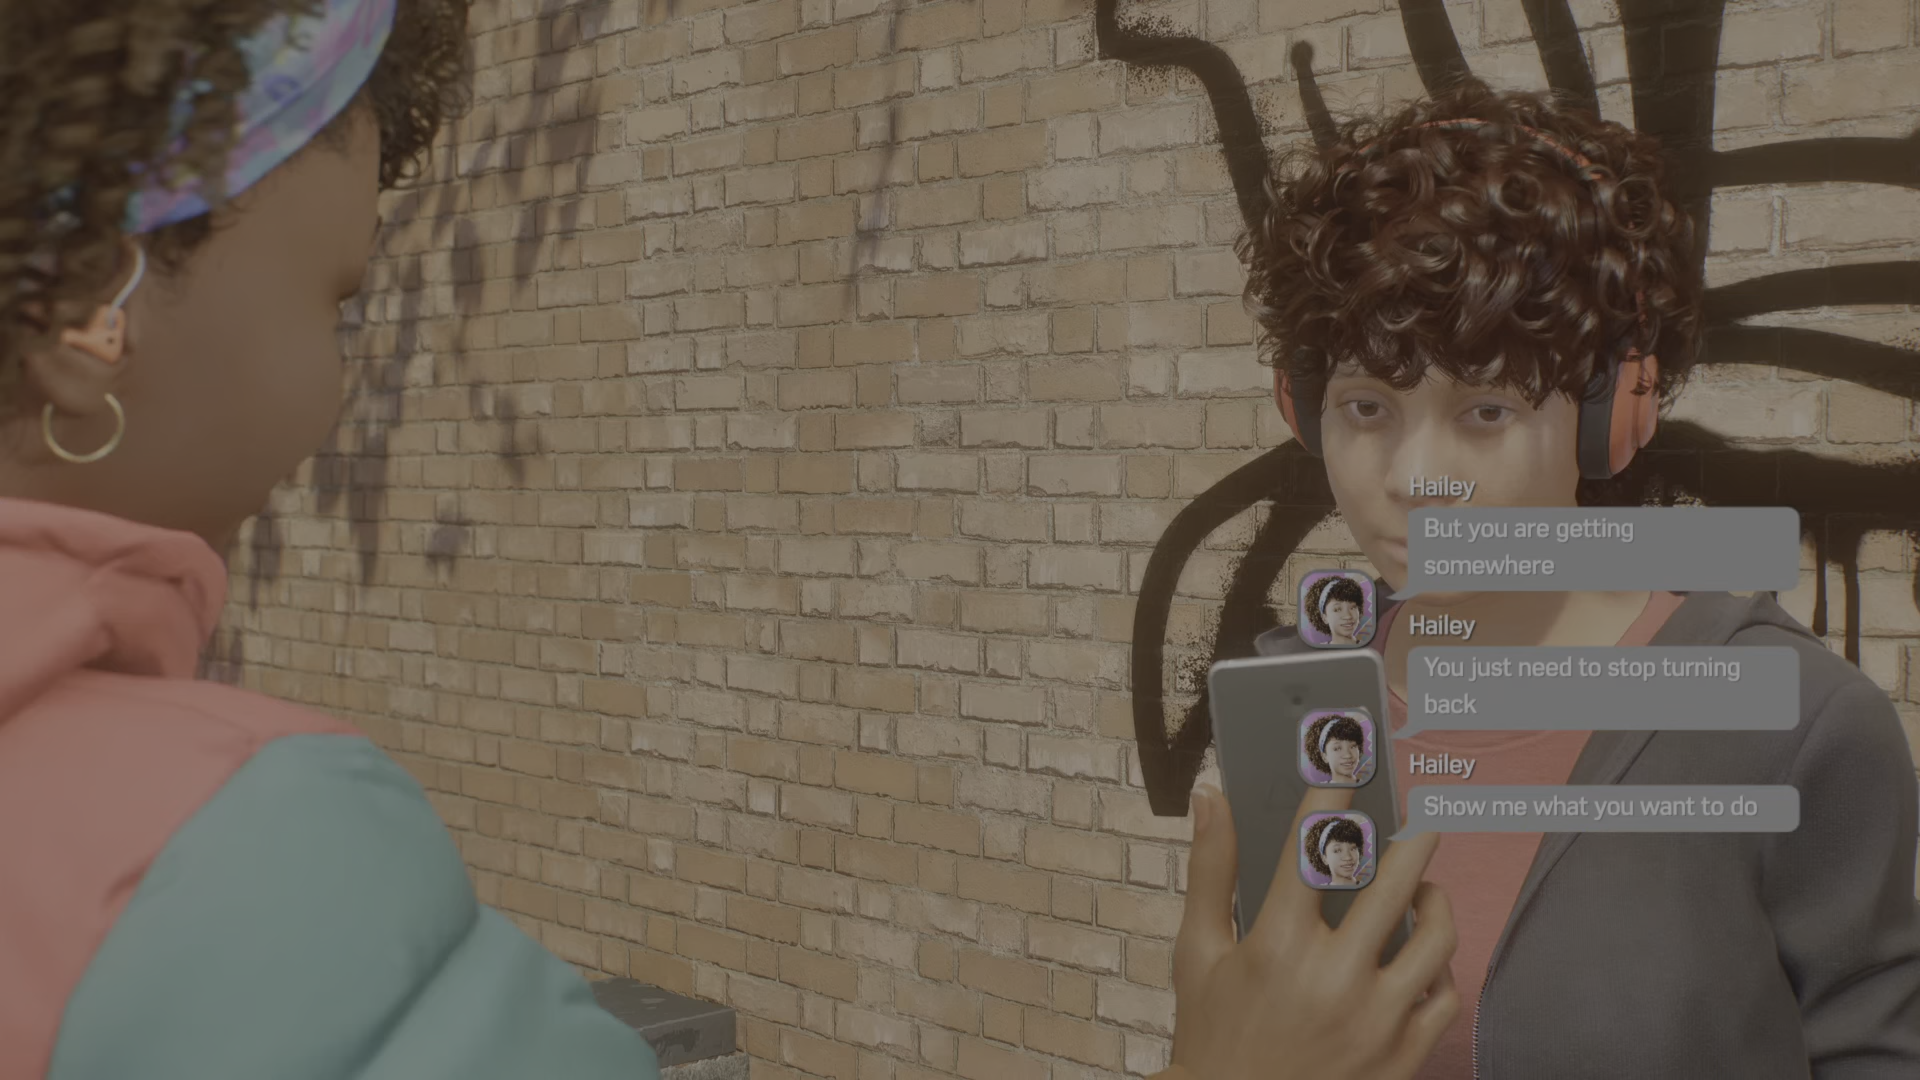 Hailey
But you are getting
somewhere
Hailey
You just need to stop turning
back
Hailey
Show me what you want to do